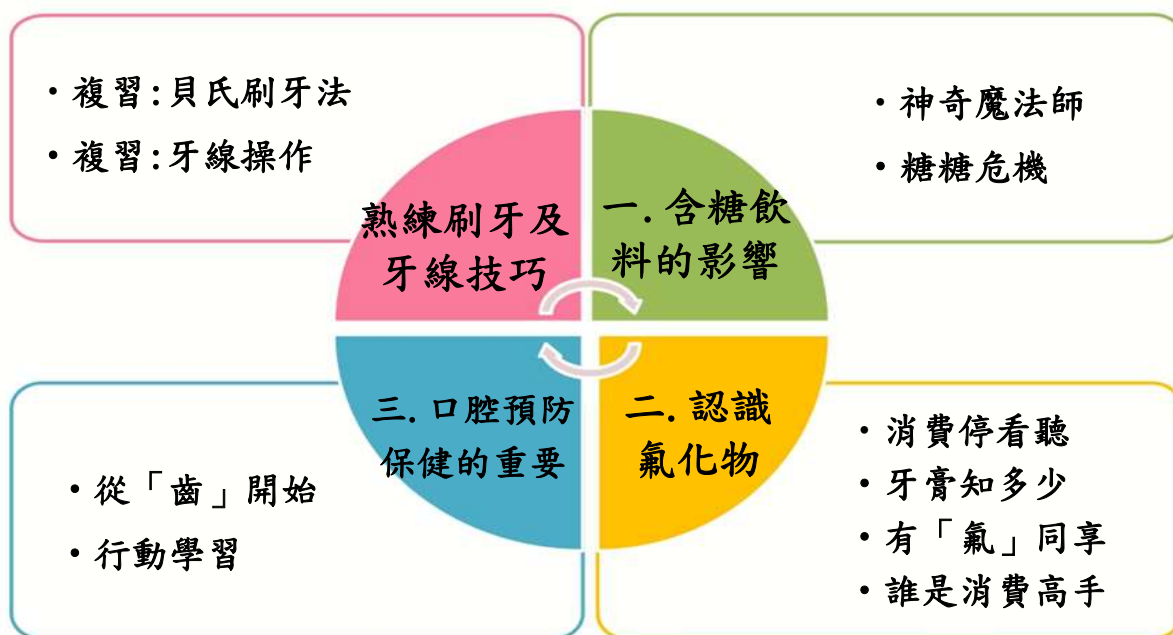 ・複習:貝氏刷牙法
・複習:牙線操作
熟練刷牙及
牙線技巧
・神奇魔法師
・糖糖危機
一.含糖飲
料的影響
・消費停看聽
・牙膏知多少
・有「氟」同享
・誰是消費高手
二.認識
氟化物
三.口腔預防
保健的重要
・從「齒」開始
・行動學習